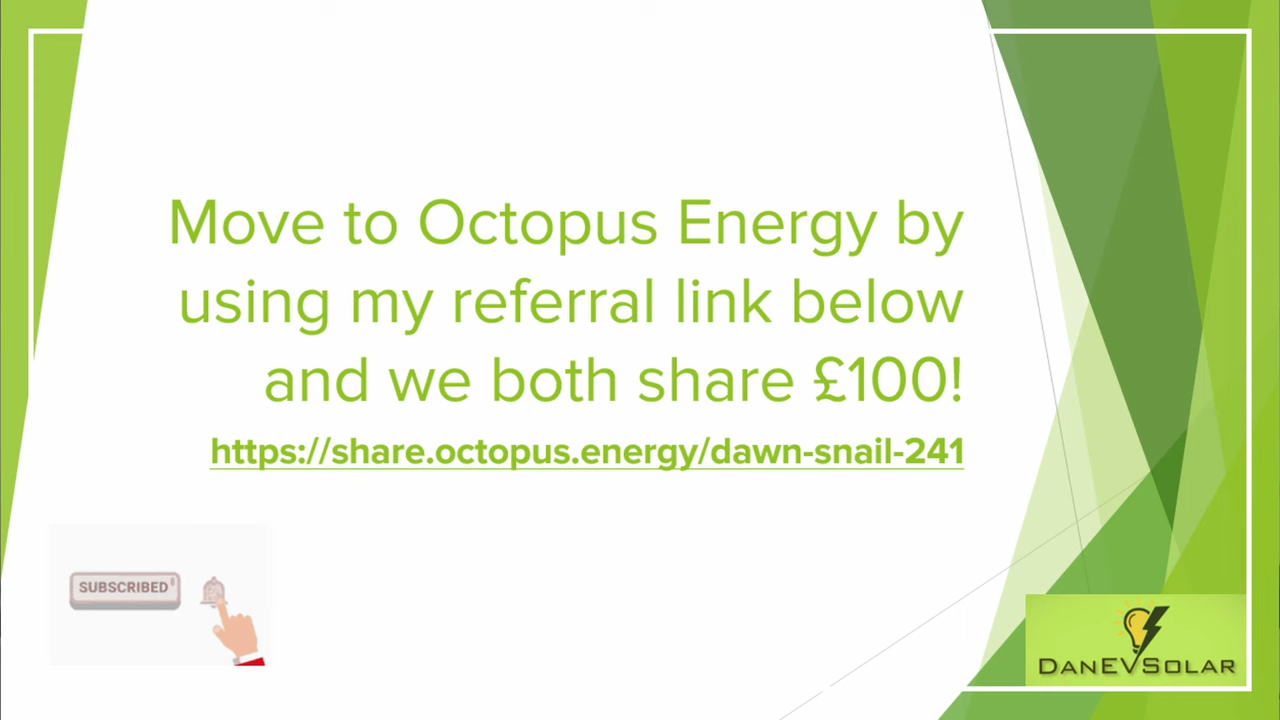 Move to Octopus Energy by
using my referral link below
and we both share £100!
https://share.octopus.energy/dawn-snail-241
SUBSCRIBED
DANEVSOLAR